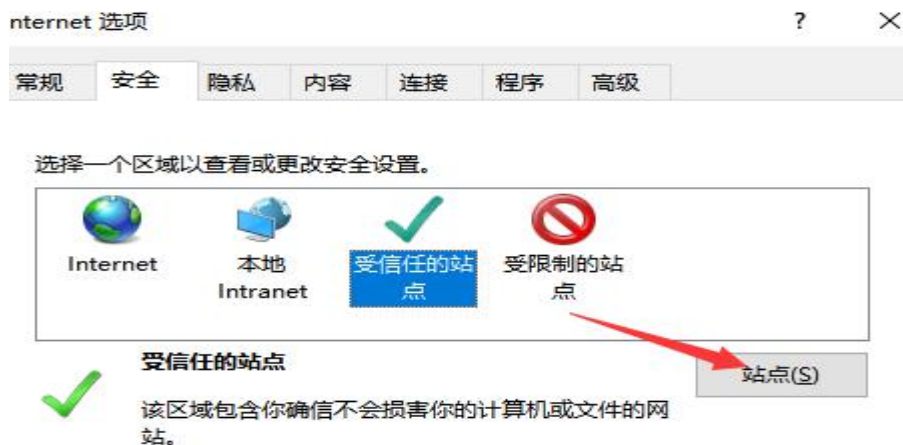 nternet 选项 ?
常规 安全 隐私 内容 连接 程序 高级
选择一个区域以查看或更改安全设置。
Internet
本地
Intranet
受信任的站
点
受限制的站
点
受信任的站点
站点(S)
该区域包含你确信不会损害你的计算机或文件的网
站。